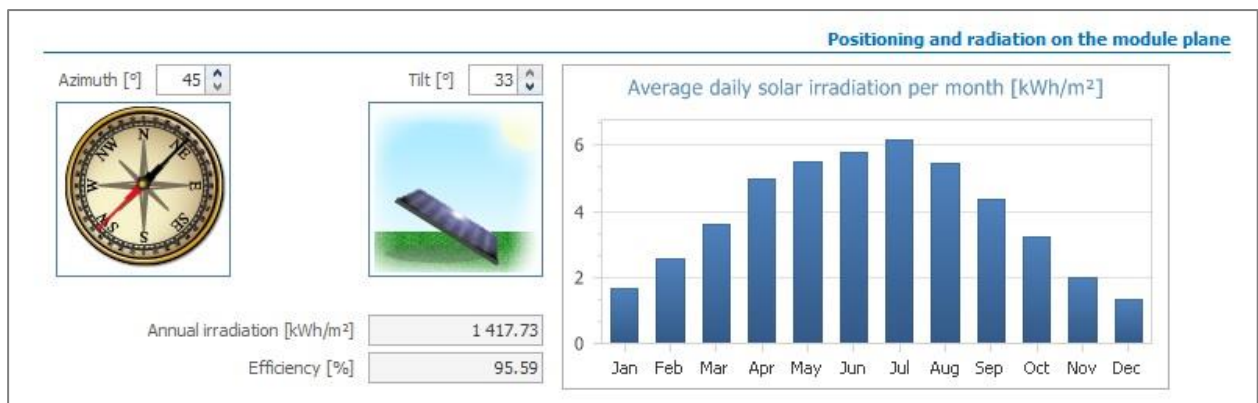 Positioning and radiation on the module plane
Azimuth [°] 45
Tilt [°] 33
N
NE
E
SE
S
SW
W
NW
Annual irradiation [kWh/m²] 1 417.73
Efficiency [%] 95.59
Average daily solar irradiation per month [kWh/m²]
6
4
2
0
Jan Feb Mar Apr May Jun Jul Aug Sep Oct Nov Dec